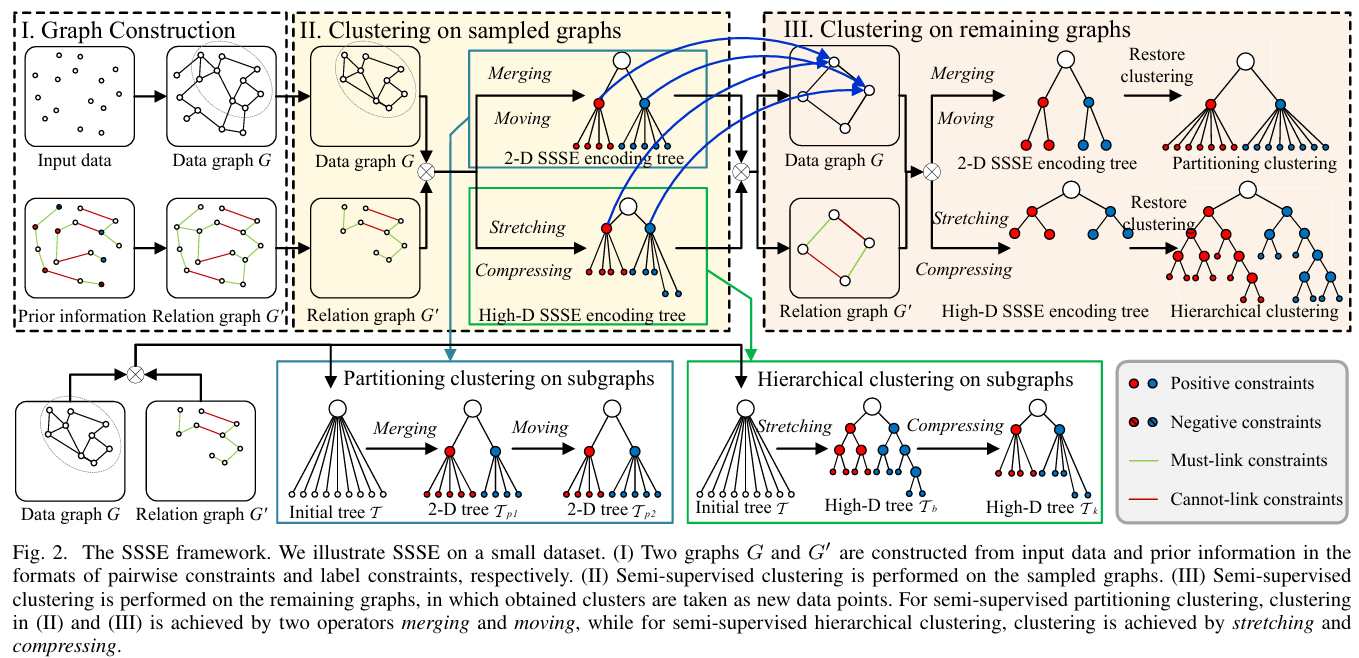 I. Graph Construction
Input data
Data graph G
Prior information
Relation graph G′
II. Clustering on sampled graphs
Data graph G
Relation graph G′
Merging
Moving
2-D SSSE encoding tree
Stretching
Compressing
High-D SSSE encoding tree
III. Clustering on remaining graphs
Data graph G
Relation graph G′
Merging
Moving
2-D SSSE encoding tree
Restore
clustering
Partitioning clustering
Stretching
Compressing
High-D SSSE encoding tree
Restore
clustering
Hierarchical clustering
Data graph G
Relation graph G′
Partitioning clustering on subgraphs
Merging
Moving
Initial tree 𝒯
2-D tree 𝒯p1
2-D tree 𝒯p2
Hierarchical clustering on subgraphs
Stretching
Compressing
Initial tree 𝒯
High-D tree 𝒯b
High-D tree 𝒯k
Positive constraints
Negative constraints
Must-link constraints
Cannot-link constraints
Fig. 2. The SSSE framework. We illustrate SSSE on a small dataset. (I) Two graphs G and G′ are constructed from input data and prior information in the
formats of pairwise constraints and label constraints, respectively. (II) Semi-supervised clustering is performed on the sampled graphs. (III) Semi-supervised
clustering is performed on the remaining graphs, in which obtained clusters are taken as new data points. For semi-supervised partitioning clustering, clustering
in (II) and (III) is achieved by two operators merging and moving, while for semi-supervised hierarchical clustering, clustering is achieved by stretching and
compressing.